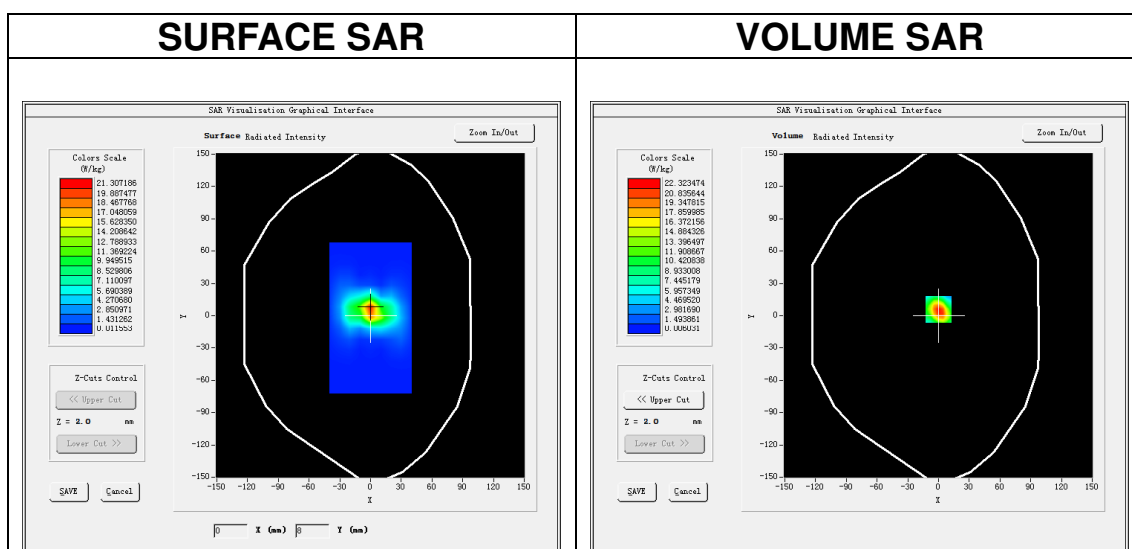 SURFACE SAR
VOLUME SAR
SAR Visualisation Graphical Interface
Surface Radiated Intensity
Zoom In/Out
Colors Scale
(W/kg)
21.307186
19.887477
18.467768
17.048059
15.628350
14.208642
12.788933
11.369224
9.949515
8.529806
7.110097
5.690389
4.270680
2.850971
1.431262
0.011553
Z-Cuts Control
<< Upper Cut
Z = 2.0 mm
Lower Cut >>
SAVE Cancel
150
120
90
60
30
0
-30
-60
-90
-120
-150
Y
-150 -120 -90 -60 -30 0 30 60 90 120 150
X
0 X (mm) 8 Y (mm)
SAR Visualisation Graphical Interface
Volume Radiated Intensity
Zoom In/Out
Colors Scale
(W/kg)
22.323474
20.835644
19.347815
17.859985
16.372156
14.884326
13.396497
11.908667
10.420838
8.933008
7.445179
5.957349
4.469520
2.981690
1.493861
0.006031
Z-Cuts Control
<< Upper Cut
Z = 2.0 mm
Lower Cut >>
SAVE Cancel
150
120
90
60
30
0
-30
-60
-90
-120
-150
Y
-150 -120 -90 -60 -30 0 30 60 90 120 150
X